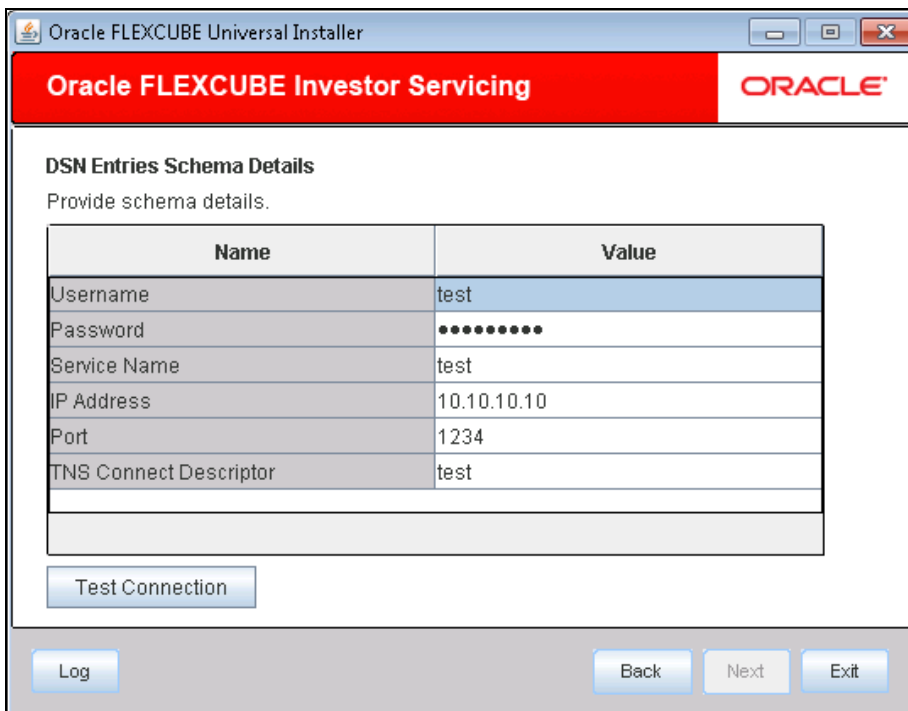 Oracle FLEXCUBE Universal Installer
Oracle FLEXCUBE Investor Servicing
ORACLE
DSN Entries Schema Details
Provide schema details.
Name Value
Username test
Password •••••••••
Service Name test
IP Address 10.10.10.10
Port 1234
TNS Connect Descriptor test
Test Connection
Log Back Next Exit